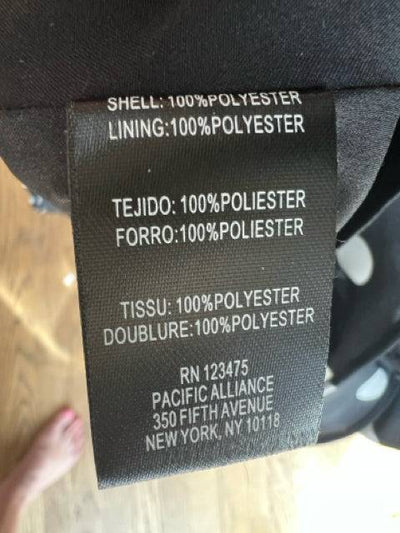 SHELL: 100%POLYESTER
LINING:100%POLYESTER
TEJIDO: 100%POLIESTER
FORRO:100%POLIESTER
TISSU: 100%POLYESTER
DOUBLURE:100%POLYESTER
RN 123475
PACIFIC ALLIANCE
350 FIFTH AVENUE
NEW YORK, NY 10118